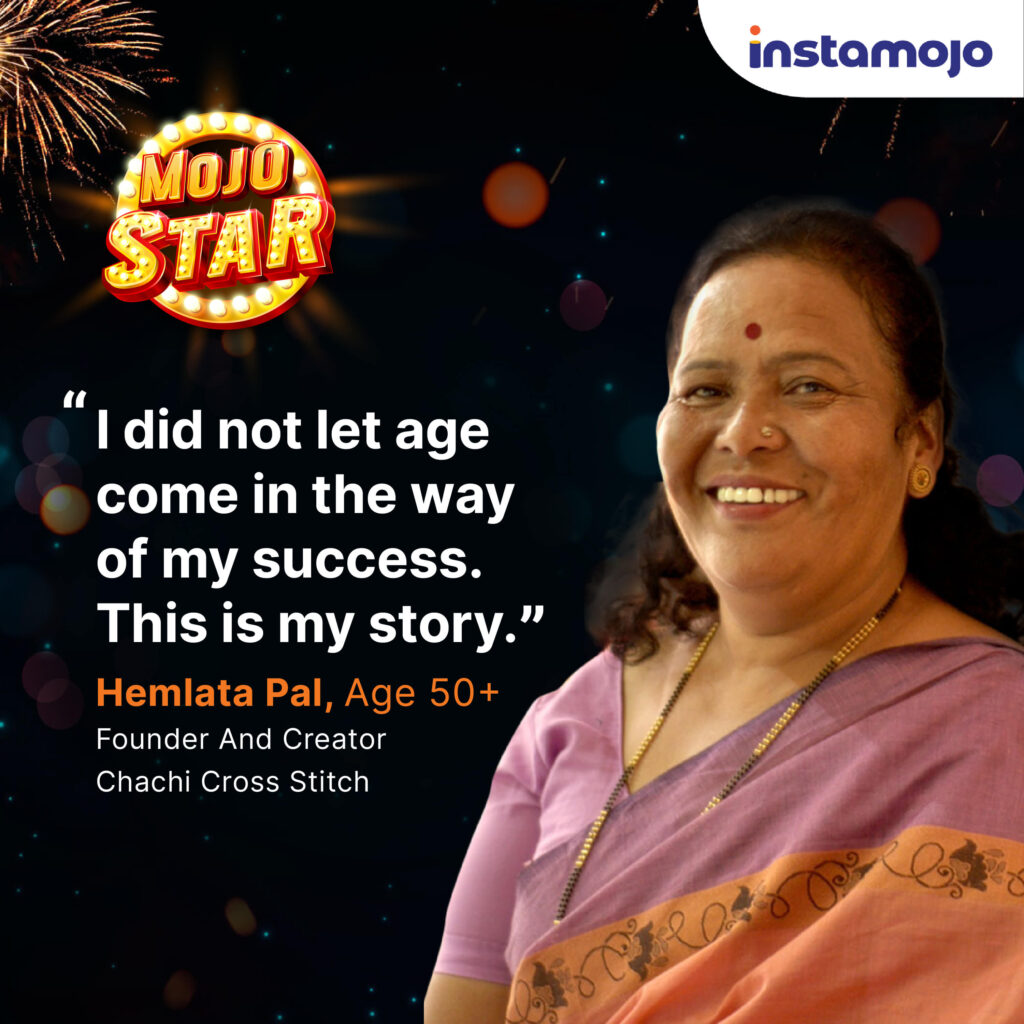 instamojo
MOJO
STAR
“I did not let age
come in the way
of my success.
This is my story.”
Hemlata Pal, Age 50+
Founder And Creator
Chachi Cross Stitch